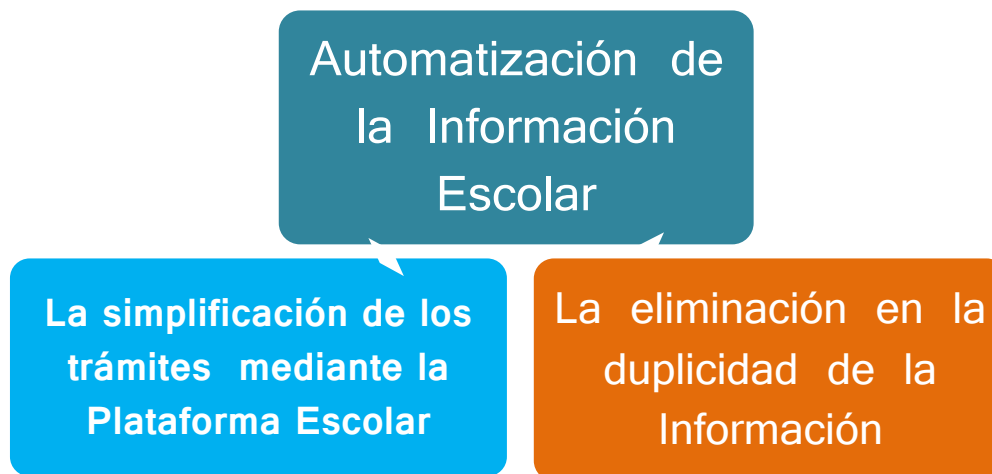 Automatización de
la Información
Escolar
La simplificación de los
trámites mediante la
Plataforma Escolar
La eliminación en la
duplicidad de la
Información